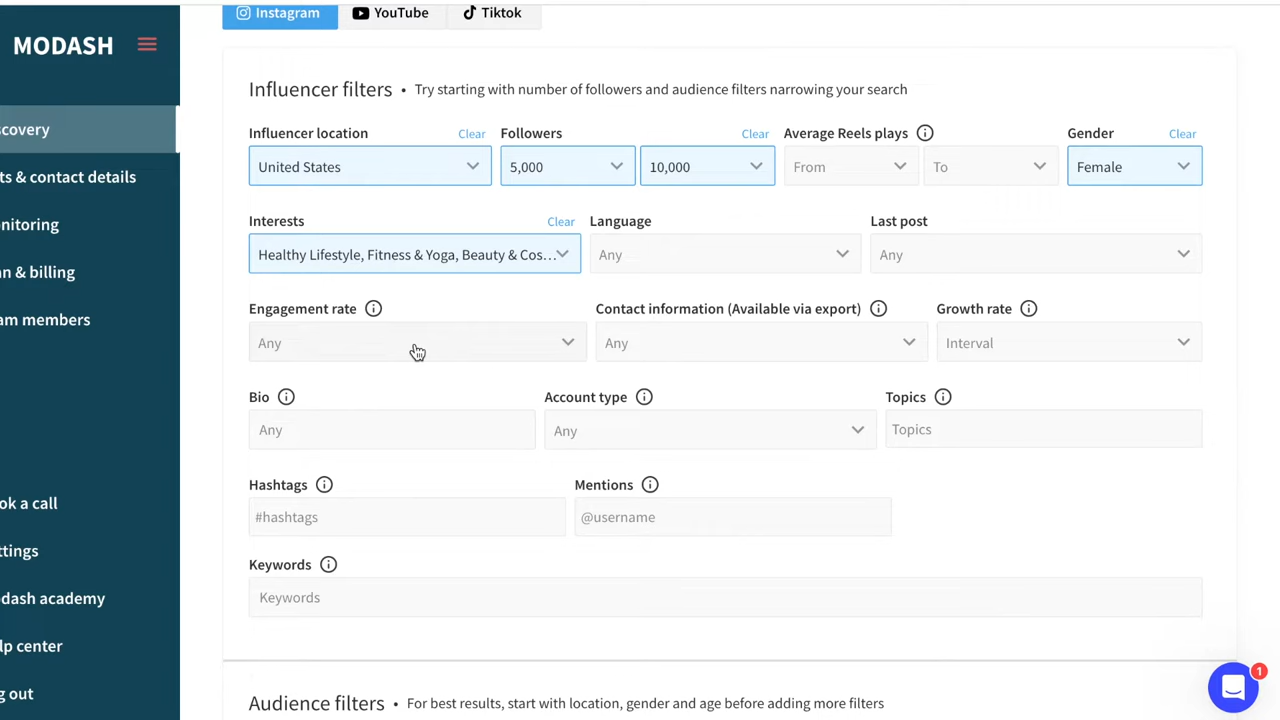 Instagram YouTube Tiktok
MODASH
Influencer filters • Try starting with number of followers and audience filters narrowing your search
Influencer location Clear Followers Clear Average Reels plays Gender Clear
scovery
United States 5,000 10,000 From To Female
ts & contact details
Interests Clear Language Last post
nitoring
Healthy Lifestyle, Fitness & Yoga, Beauty & Cos... Any Any
n & billing
Engagement rate Contact information (Available via export) Growth rate
am members
Any Any Interval
Bio Account type Topics
Any Any Topics
Hashtags Mentions
ok a call
#hashtags @username
ttings
Keywords
dash academy
Keywords
lp center
g out
1
Audience filters • For best results, start with location, gender and age before adding more filters